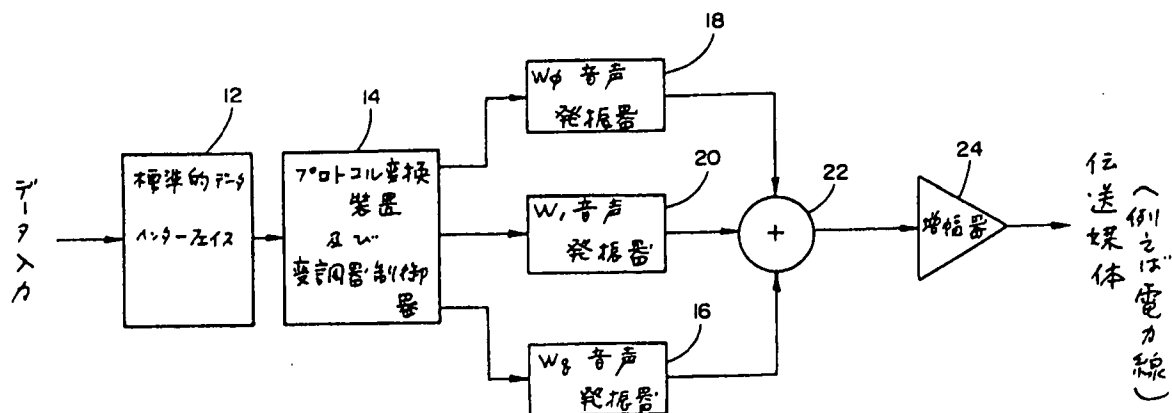 データ入力
12
標準的データ
インターフェイス
14
プロトコル変換
装置
及び
変調器制御
器
18
Wφ 音声
発振器
20
W₁ 音声
発振器
16
Wg 音声
発振器
22
+
24
増幅器
伝送媒体
(例えば電力線)